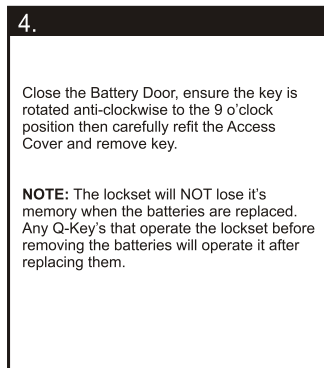 4.
Close the Battery Door, ensure the key is
rotated anti-clockwise to the 9 o'clock
position then carefully refit the Access
Cover and remove key.
NOTE: The lockset will NOT lose it's
memory when the batteries are replaced.
Any Q-Key's that operate the lockset before
removing the batteries will operate it after
replacing them.